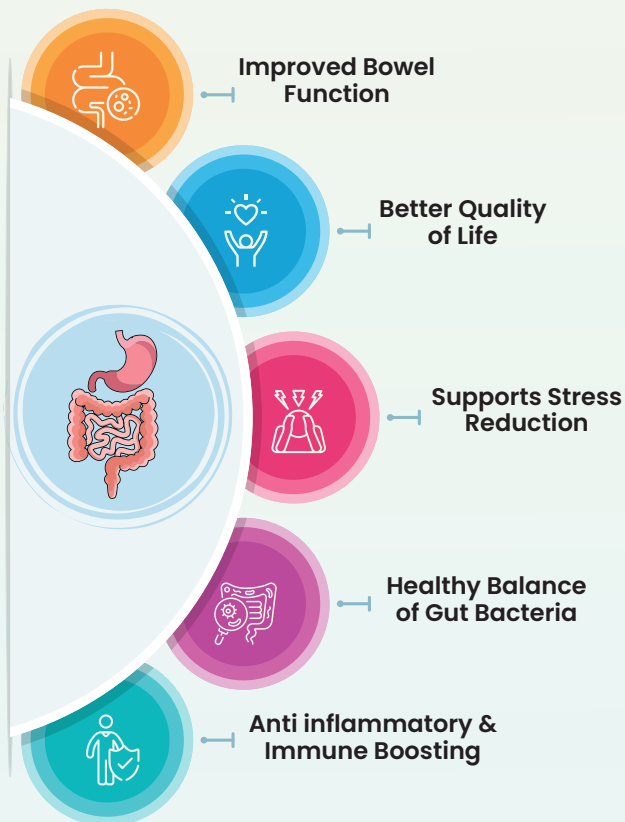 Improved Bowel
Function
Better Quality
of Life
Supports Stress
Reduction
Healthy Balance
of Gut Bacteria
Anti inflammatory &
Immune Boosting